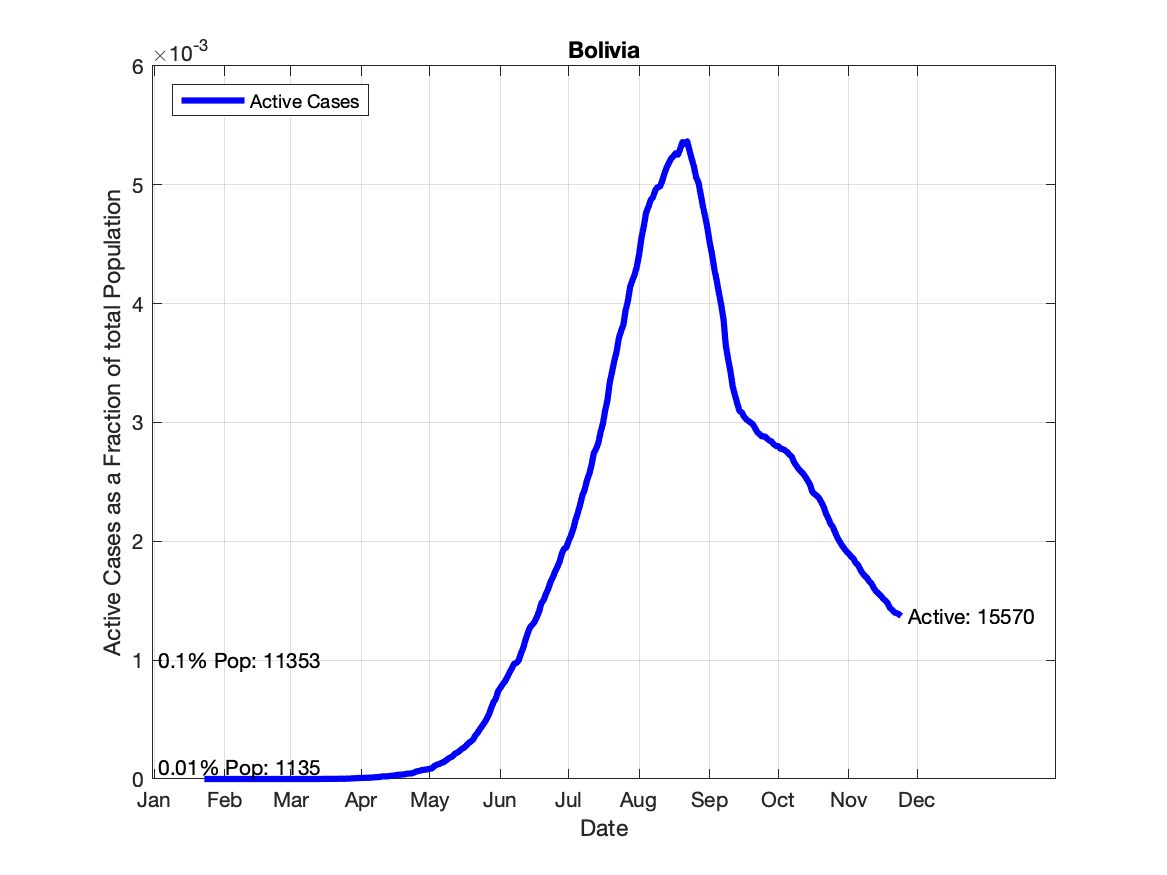 Bolivia
×10-3
Active Cases
6
5
4
3
2
1
0
Active Cases as a Fraction of total Population
0.1% Pop: 11353
0.01% Pop: 1135
Active: 15570
Jan Feb Mar Apr May Jun Jul Aug Sep Oct Nov Dec
Date